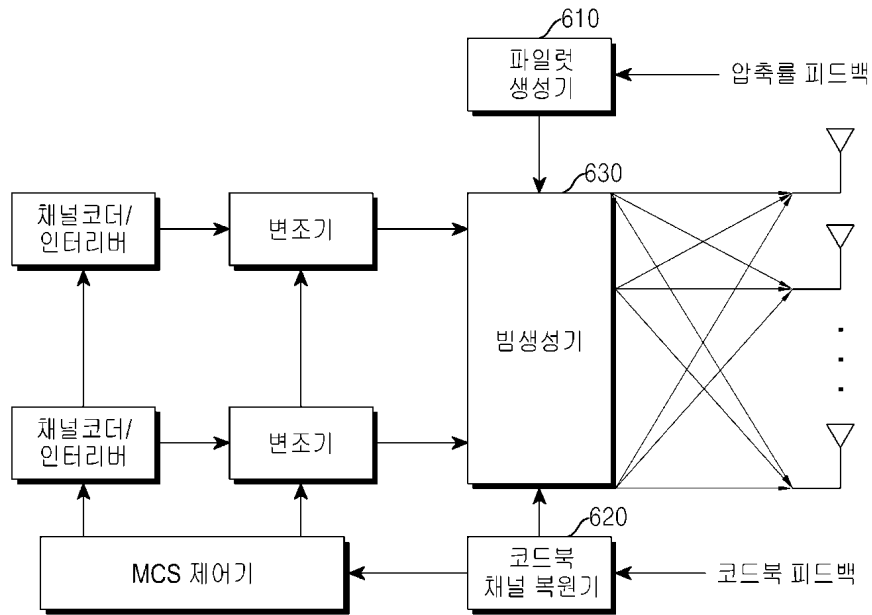 610
파일럿
생성기
압축률 피드백
630
채널코더/
인터리버
변조기
빔생성기
채널코더/
인터리버
변조기
620
MCS 제어기
코드북
채널 복원기
코드북 피드백